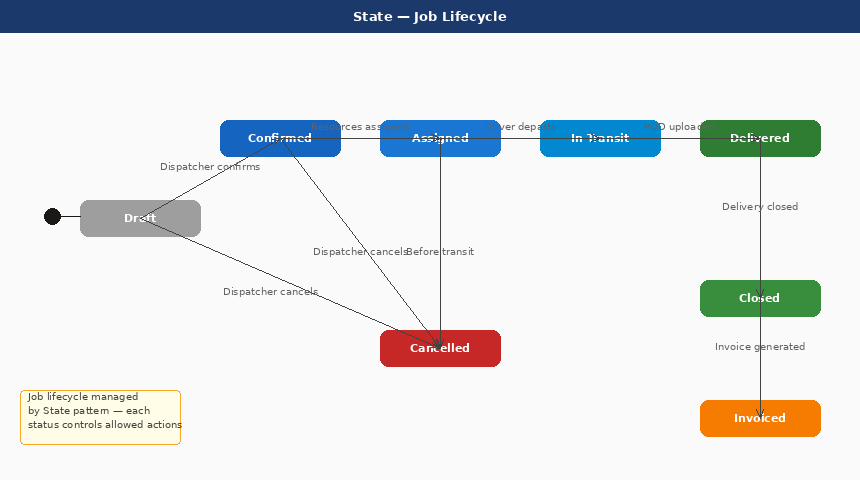 State — Job Lifecycle
Confirmed
Assigned
In Transit
Delivered
Dispatcher confirms
Draft
Delivery closed
Dispatcher cancels
Before transit
Dispatcher cancels
Closed
Cancelled
Invoice generated
Job lifecycle managed
by State pattern — each
status controls allowed actions
Invoiced